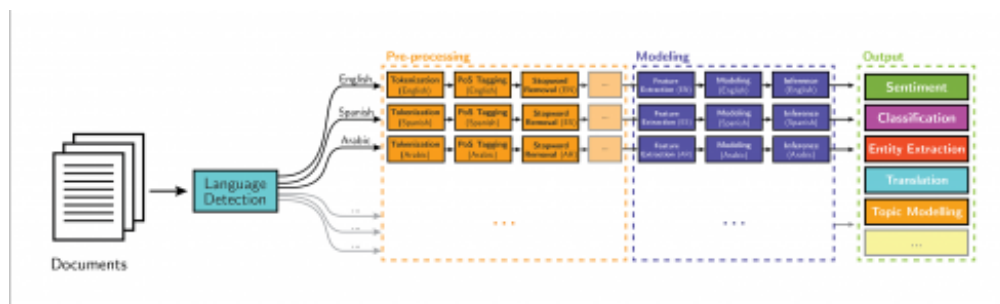 Pre-processing
Modeling
Output
English
Tokenization
(English)
PoS Tagging
(English)
Stopword
Removal (EN)
...
Feature
Extraction (EN)
Modeling
(English)
Inference
(English)
Sentiment
Spanish
Tokenization
(Spanish)
PoS Tagging
(Spanish)
Stopword
Removal (ES)
...
Feature
Extraction (ES)
Modeling
(Spanish)
Inference
(Spanish)
Classification
Arabic
Tokenization
(Arabic)
PoS Tagging
(Arabic)
Stopword
Removal (AR)
...
Feature
Extraction (AR)
Modeling
(Arabic)
Inference
(Arabic)
Entity Extraction
Language
Detection
Translation
...
...
...
...
...
Topic Modelling
...
Documents